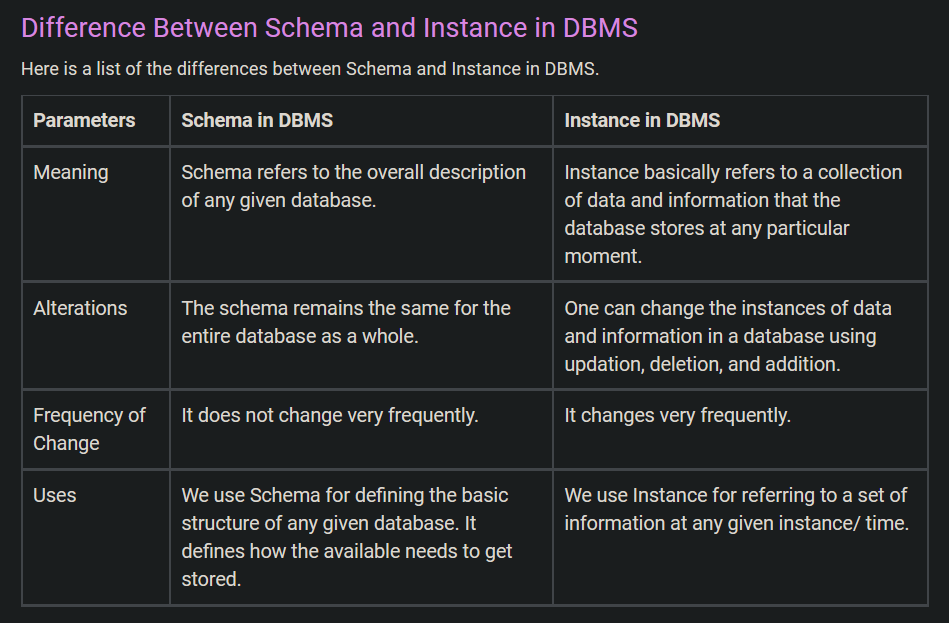 Difference Between Schema and Instance in DBMS
Here is a list of the differences between Schema and Instance in DBMS.
Parameters
Schema in DBMS
Instance in DBMS
Meaning
Schema refers to the overall description
of any given database.
Instance basically refers to a collection
of data and information that the
database stores at any particular
moment.
Alterations
The schema remains the same for the
entire database as a whole.
One can change the instances of data
and information in a database using
updation, deletion, and addition.
Frequency of
Change
It does not change very frequently.
It changes very frequently.
Uses
We use Schema for defining the basic
structure of any given database. It
defines how the available needs to get
stored.
We use Instance for referring to a set of
information at any given instance/ time.